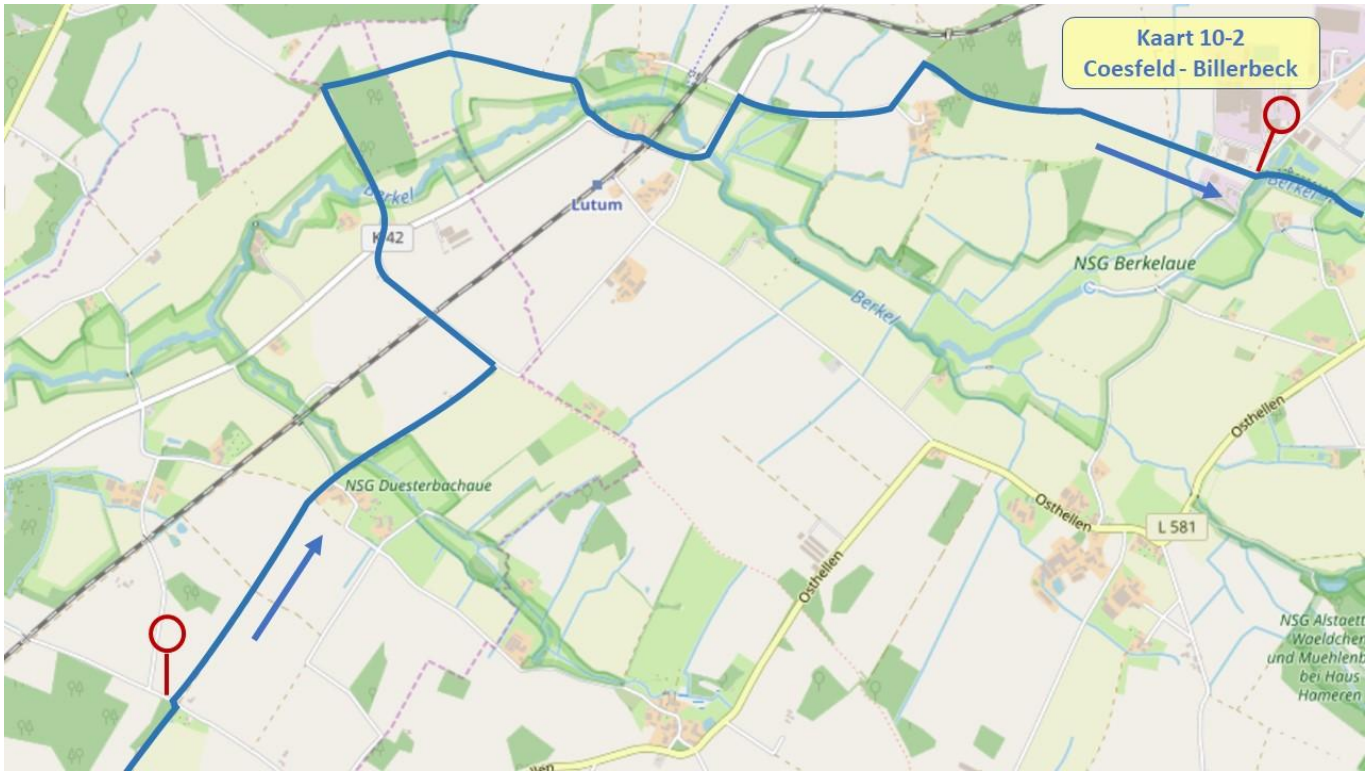 Kaart 10-2
Coesfeld - Billerbeck
Berkel
Berkel
K 42
Lutum
NSG Berkelaue
Berkel
Osthellen
NSG Duesterbachaue
Osthellen
L 581
Osthellen
NSG Alstaett
Waeldchen
und Muehlenb
bei Haus
Hameren
llen